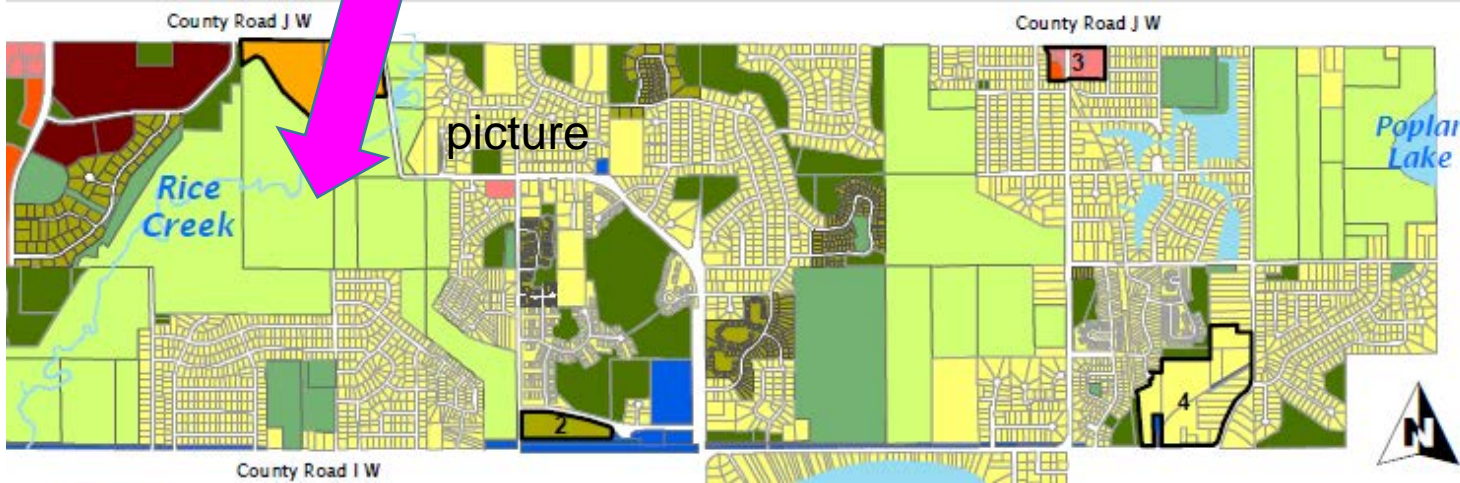 County Road J W
County Road J W
3
picture
Poplar
Lake
Rice
Creek
4
2
N
County Road I W